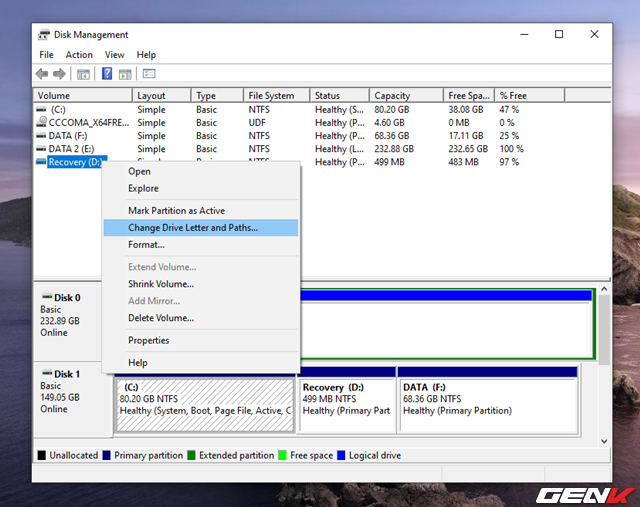 Disk Management
File Action View Help
Volume Layout Type File System Status Capacity Free Spa... % Free
(C:) Simple Basic NTFS Healthy (S... 80.20 GB 38.08 GB 47 %
CCCOMA_X64FRE... Simple Basic UDF Healthy (P... 4.60 GB 0 MB 0 %
DATA (F:) Simple Basic NTFS Healthy (P... 68.36 GB 17.11 GB 25 %
DATA 2 (E:) Simple Basic NTFS Healthy (L... 232.88 GB 232.65 GB 100 %
Recovery (D:) Healthy (P... 499 MB 483 MB 97 %
Open
Explore
Mark Partition as Active
Change Drive Letter and Paths...
Format...
Extend Volume...
Shrink Volume...
Add Mirror...
Delete Volume...
Properties
Help
Disk 0
Basic
232.89 GB
Online
Disk 1
Basic
149.05 GB
Online
(C:)
80.20 GB NTFS
Healthy (System, Boot, Page File, Active, C
Recovery (D:)
499 MB NTFS
Healthy (Primary Part
DATA (F:)
68.36 GB NTFS
Healthy (Primary Partition)
Unallocated Primary partition Extended partition Free space Logical drive
GENK